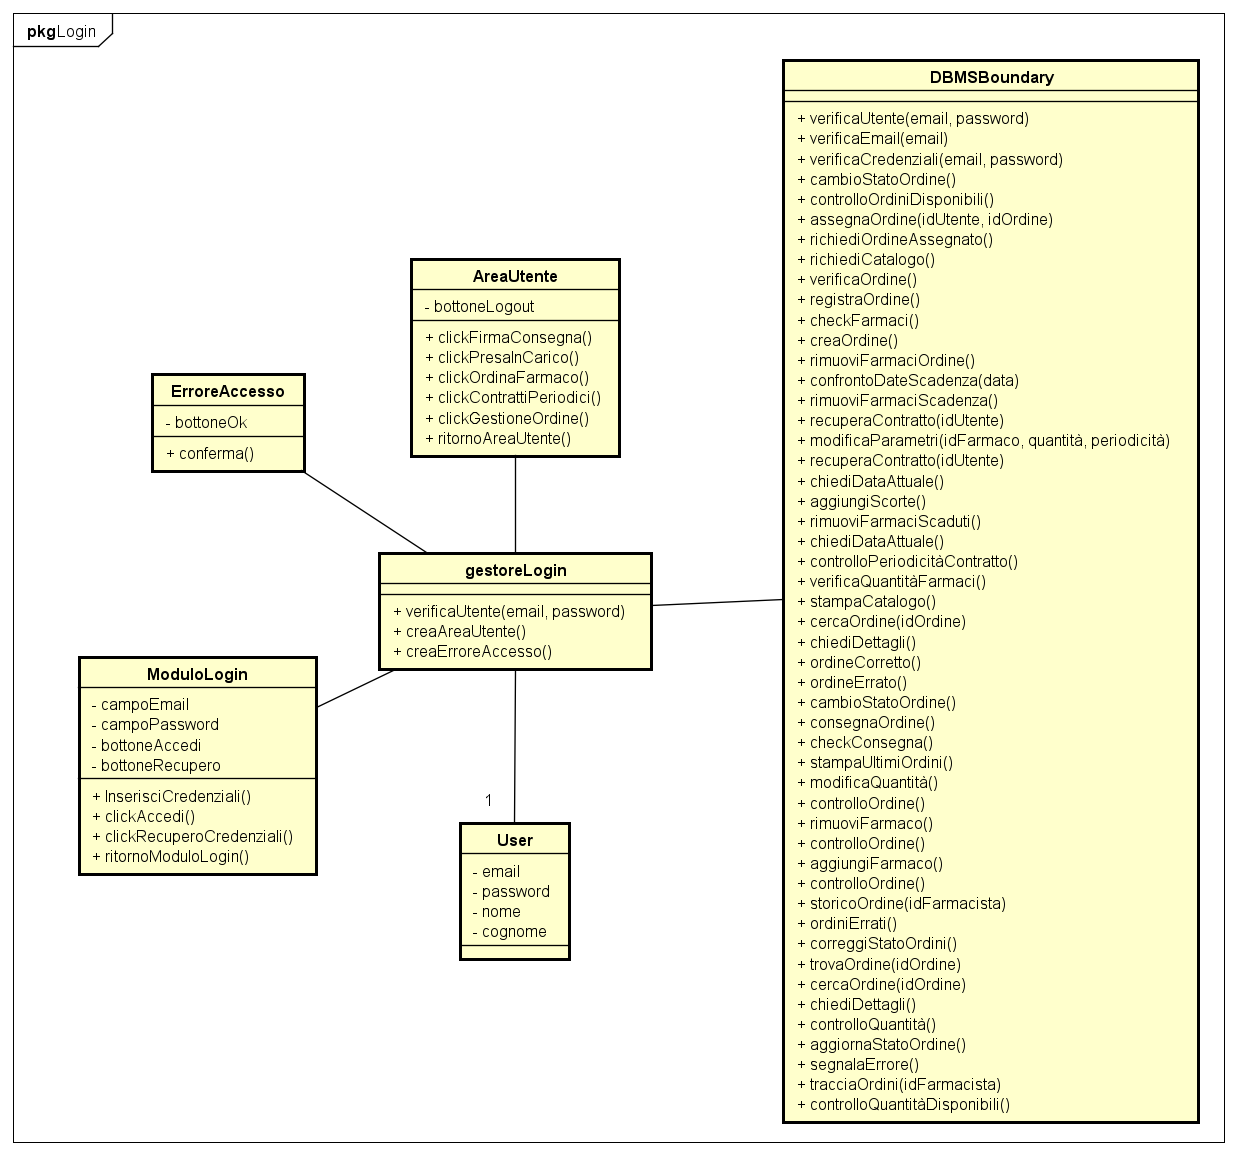 pkgLogin
DBMSBoundary
+ verificaUtente(email, password)
+ verificaEmail(email)
+ verificaCredenziali(email, password)
+ cambioStatoOrdine()
+ controlloOrdiniDisponibili()
+ assegnaOrdine(idUtente, idOrdine)
+ richiediOrdineAssegnato()
+ richiediCatalogo()
+ verificaOrdine()
+ registraOrdine()
+ checkFarmaci()
+ creaOrdine()
+ rimuoviFarmaciOrdine()
+ confrontoDateScadenza(data)
+ rimuoviFarmaciScadenza()
+ recuperaContratto(idUtente)
+ modificaParametri(idFarmaco, quantità, periodicità)
+ recuperaContratto(idUtente)
+ chiediDataAttuale()
+ aggiungiScorte()
+ rimuoviFarmaciScaduti()
+ chiediDataAttuale()
+ controlloPeriodicitàContratto()
+ verificaQuantitàFarmaci()
+ stampaCatalogo()
+ cercaOrdine(idOrdine)
+ chiediDettagli()
+ ordineCorretto()
+ ordineErrato()
+ cambioStatoOrdine()
+ consegnaOrdine()
+ checkConsegna()
+ stampaUltimiOrdini()
+ modificaQuantità()
+ controlloOrdine()
+ rimuoviFarmaco()
+ controlloOrdine()
+ aggiungiFarmaco()
+ controlloOrdine()
+ storicoOrdine(idFarmacista)
+ ordiniErrati()
+ correggiStatoOrdini()
+ trovaOrdine(idOrdine)
+ cercaOrdine(idOrdine)
+ chiediDettagli()
+ controlloQuantità()
+ aggiornaStatoOrdine()
+ segnalaErrore()
+ tracciaOrdini(idFarmacista)
+ controlloQuantitàDisponibili()
AreaUtente
- bottoneLogout
+ clickFirmaConsegna()
+ clickPresaInCarico()
+ clickOrdinaFarmaco()
+ clickContrattiPeriodici()
+ clickGestioneOrdine()
+ ritornoAreaUtente()
ErroreAccesso
- bottoneOk
+ conferma()
gestoreLogin
+ verificaUtente(email, password)
+ creaAreaUtente()
+ creaErroreAccesso()
ModuloLogin
- campoEmail
- campoPassword
- bottoneAccedi
- bottoneRecupero
+ InserisciCredenziali()
+ clickAccedi()
+ clickRecuperoCredenziali()
+ ritornoModuloLogin()
1
User
- email
- password
- nome
- cognome